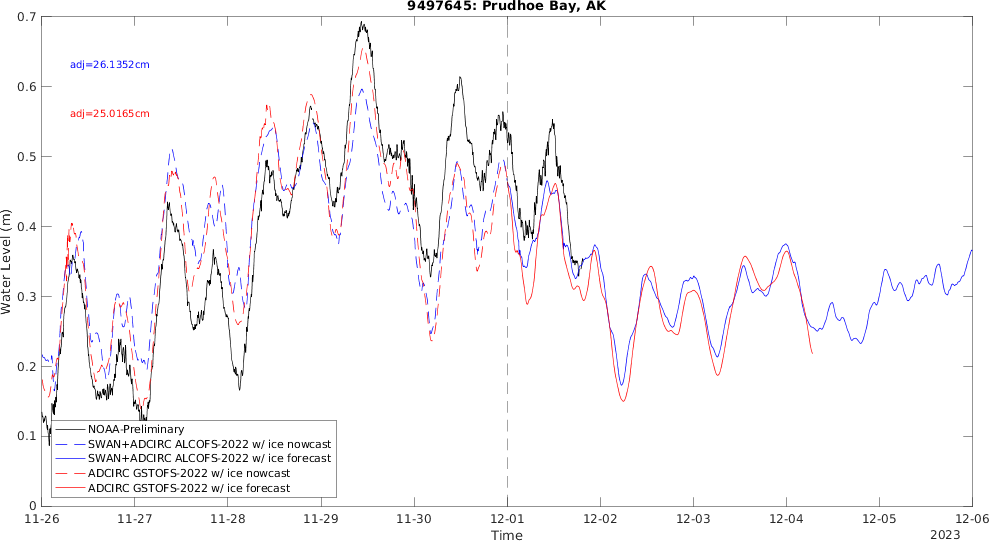 9497645: Prudhoe Bay, AK
0.7
0.6
0.5
0.4
0.3
0.2
0.1
0
Water Level (m)
adj=26.1352cm
adj=25.0165cm
NOAA-Preliminary
SWAN+ADCIRC ALCOFS-2022 w/ ice nowcast
SWAN+ADCIRC ALCOFS-2022 w/ ice forecast
ADCIRC GSTOFS-2022 w/ ice nowcast
ADCIRC GSTOFS-2022 w/ ice forecast
11-26 11-27 11-28 11-29 11-30 12-01 12-02 12-03 12-04 12-05 12-06
Time
2023